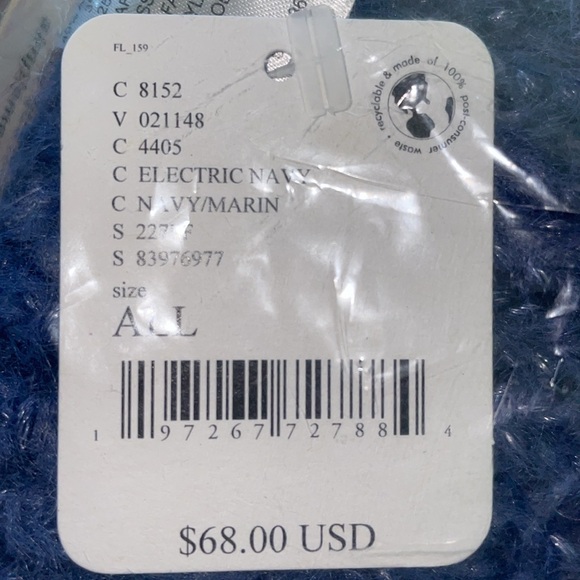 FL_159
C 8152
V 021148
C 4405
C ELECTRIC NAVY
C NAVY/MARIN
S 83976977
size
ALL
1 97267 72788 4
$68.00 USD
recyclable & made of 100% post-consumer waste